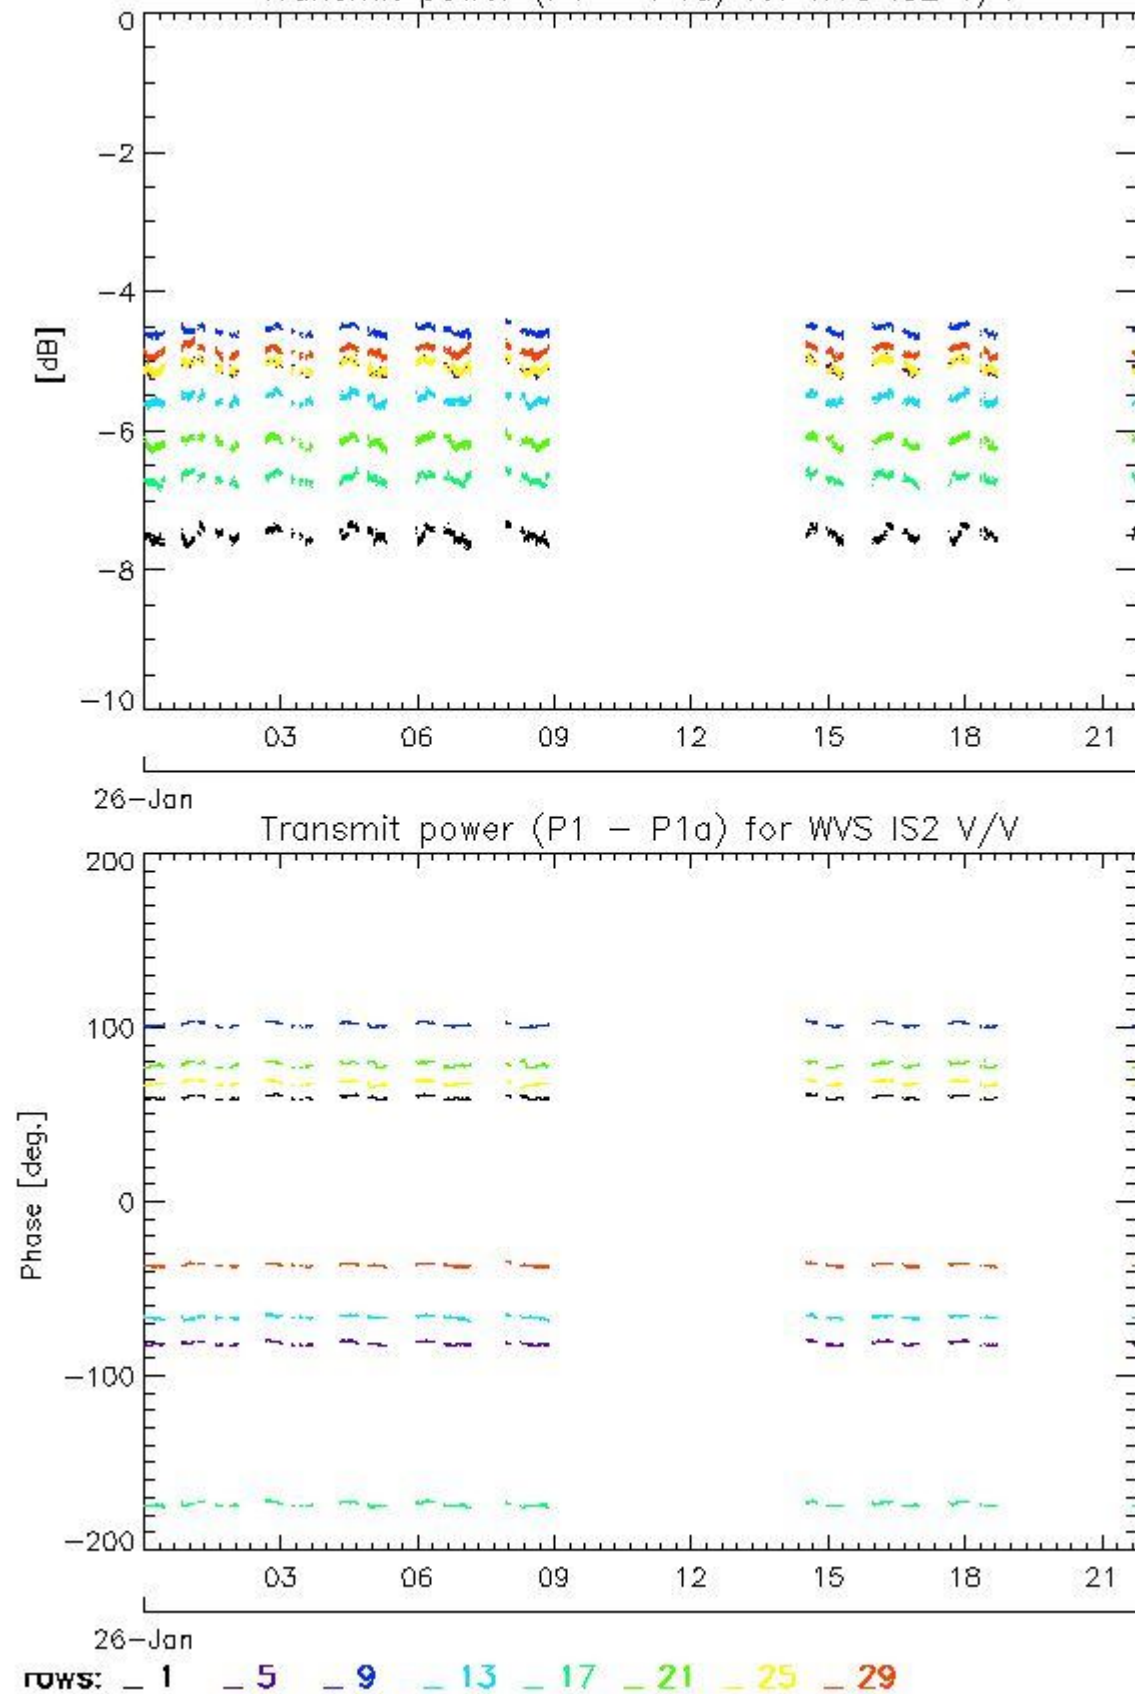 0
-2
-4
[dB]
-6
-8
-10
03 06 09 12 15 18 21
26-Jan
Transmit power (P1 - P1a) for WVS IS2 V/V
200
100
Phase [deg.]
0
-100
-200
03 06 09 12 15 18 21
26-Jan
rows: _ 1 _ 5 _ 9 _ 13 _ 17 _ 21 _ 25 _ 29